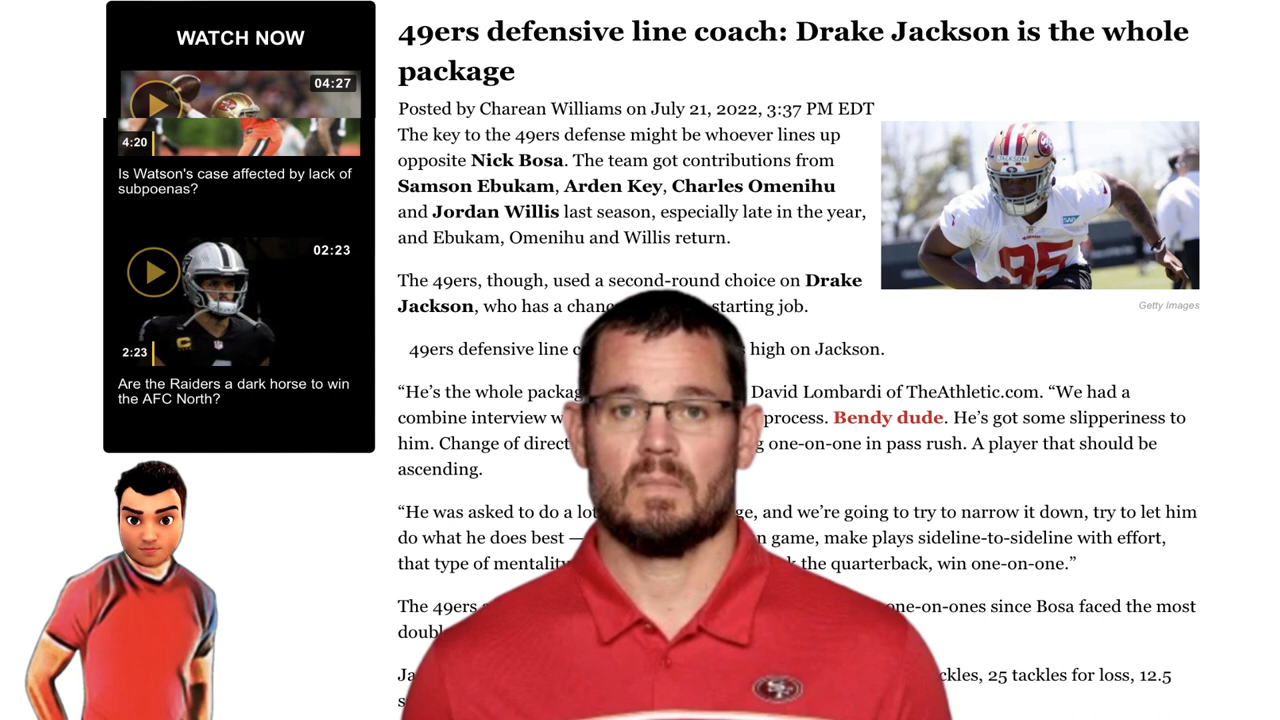 WATCH NOW
04:27
4:20
Is Watson's case affected by lack of
subpoenas?
02:23
2:23
Are the Raiders a dark horse to win
the AFC North?
49ers defensive line coach: Drake Jackson is the whole
package
Posted by Charean Williams on July 21, 2022, 3:37 PM EDT
The key to the 49ers defense might be whoever lines up
opposite Nick Bosa. The team got contributions from
Samson Ebukam, Arden Key, Charles Omenihu
and Jordan Willis last season, especially late in the year,
and Ebukam, Omenihu and Willis return.
JACKSON
SAP
95
Getty Images
The 49ers, though, used a second-round choice on Drake
Jackson, who has a starting job.
49ers defensive line high on Jackson.
“He’s the whole David Lombardi of TheAthletic.com. “We had a
combine interview process. Bendy dude. He’s got some slipperiness to
him. Change of one-on-one in pass rush. A player that should be
ascending.
“He was asked to do a and we’re going to try to narrow it down, try to let him
do what he does best — game, make plays sideline-to-sideline with effort,
that type of mentality the quarterback, win one-on-one.”
The 49ers one-on-ones since Bosa faced the most
25 tackles for loss, 12.5